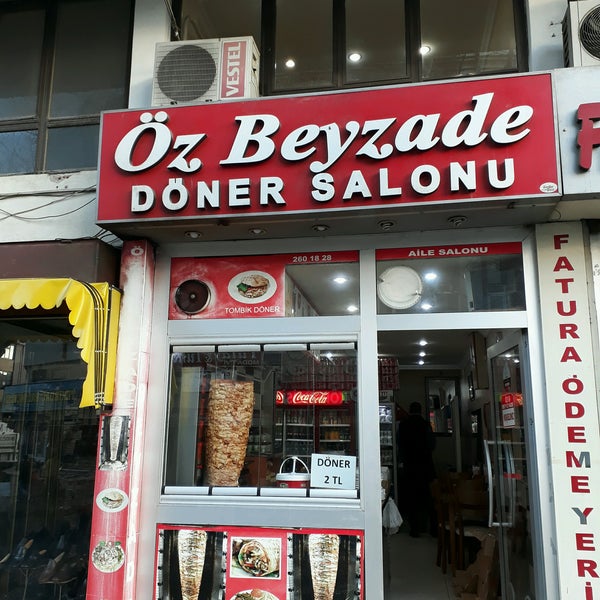 VESTEL
Öz Beyzade
DÖNER SALONU
260 18 28
AİLE SALONU
TOMBİK DÖNER
Coca-Cola
DÖNER
2 TL
FATURA ÖDEME YERİ